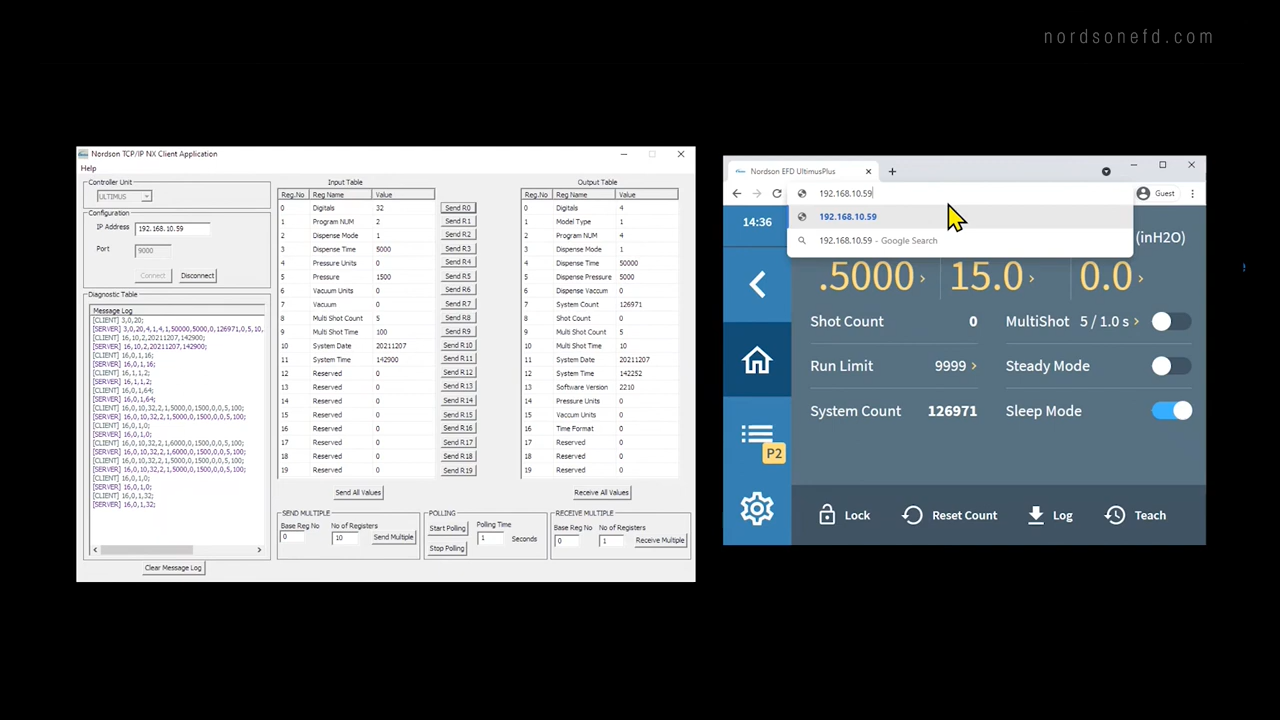 nordsonefd.com
Nordson TCP/IP NX Client Application
Help
Controller Unit
ULTIMUS
Configuration
IP Address 192.168.10.59
Port 9000
Connect Disconnect
Diagnostic Table
Message Log
[CLIENT] 3,0,20;
[SERVER] 3,0,20,4,1,4,1,50000,5000,0,126971,0,5,10,
[CLIENT] 16,10,2,20211207,142900;
[SERVER] 16,10,2,20211207,142900;
[CLIENT] 16,0,1,16;
[SERVER] 16,0,1,16;
[CLIENT] 16,1,1,2;
[SERVER] 16,1,1,2;
[CLIENT] 16,0,1,64;
[SERVER] 16,0,1,64;
[CLIENT] 16,0,10,32,2,1,5000,0,1500,0,0,5,100;
[SERVER] 16,0,10,32,2,1,5000,0,1500,0,0,5,100;
[CLIENT] 16,0,1,0;
[SERVER] 16,0,1,0;
[CLIENT] 16,0,10,32,2,1,6000,0,1500,0,0,5,100;
[SERVER] 16,0,10,32,2,1,6000,0,1500,0,0,5,100;
[CLIENT] 16,0,10,32,2,1,5000,0,1500,0,0,5,100;
[SERVER] 16,0,10,32,2,1,5000,0,1500,0,0,5,100;
[CLIENT] 16,0,1,0;
[SERVER] 16,0,1,0;
[CLIENT] 16,0,1,32;
[SERVER] 16,0,1,32;
Clear Message Log
Input Table
Reg.No Reg Name Value
0 Digitals 32 Send R0
1 Program NUM 2 Send R1
2 Dispense Mode 1 Send R2
3 Dispense Time 5000 Send R3
4 Pressure Units 0 Send R4
5 Pressure 1500 Send R5
6 Vacuum Units 0 Send R6
7 Vacuum 0 Send R7
8 Multi Shot Count 5 Send R8
9 Multi Shot Time 100 Send R9
10 System Date 20211207 Send R10
11 System Time 142900 Send R11
12 Reserved 0 Send R12
13 Reserved 0 Send R13
14 Reserved 0 Send R14
15 Reserved 0 Send R15
16 Reserved 0 Send R16
17 Reserved 0 Send R17
18 Reserved 0 Send R18
19 Reserved 0 Send R19
Send All Values
Output Table
Reg.No Reg Name Value
0 Digitals 4
1 Model Type 1
2 Program NUM 4
3 Dispense Mode 1
4 Dispense Time 50000
5 Dispense Pressure 5000
6 Dispense Vaccum 0
7 System Count 126971
8 Shot Count 0
9 Multi Shot Count 5
10 Multi Shot Time 10
11 System Date 20211207
12 System Time 142252
13 Software Version 2210
14 Pressure Units 0
15 Vaccum Units 0
16 Time Format 0
17 Reserved 0
18 Reserved 0
19 Reserved 0
Receive All Values
SEND MULTIPLE
Base Reg No No of Registers
0 10 Send Multiple
POLLING
Start Polling Polling Time
1 Seconds
Stop Polling
RECEIVE MULTIPLE
Base Reg No No of Registers
0 1 Receive Multiple
Nordson EFD UltimusPlus
192.168.10.59 Guest
192.168.10.59
192.168.10.59 - Google Search
14:36 (inH2O)
.5000 15.0 0.0
Shot Count 0 MultiShot 5 / 1.0 s
Run Limit 9999 Steady Mode
System Count 126971 Sleep Mode
P2
Lock Reset Count Log Teach